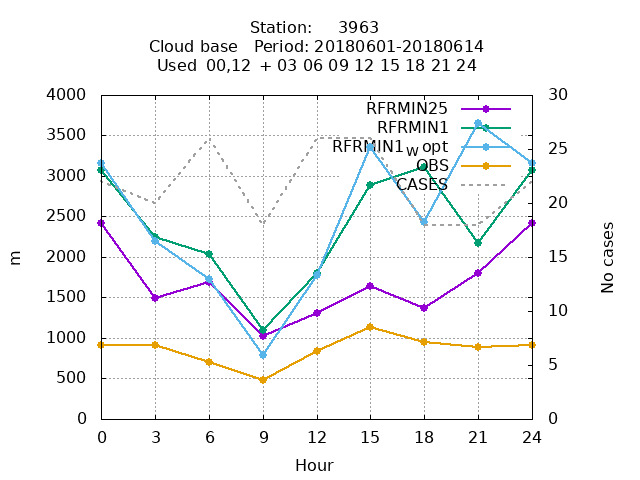 Station: 3963
Cloud base Period: 20180601-20180614
Used 00,12 + 03 06 09 12 15 18 21 24
4000
3500
3000
2500
2000
1500
1000
500
0
m
30
25
20
15
10
5
0
No cases
RFRMIN25
RFRMIN1
RFRMIN1wopt
OBS
CASES
0 3 6 9 12 15 18 21 24
Hour